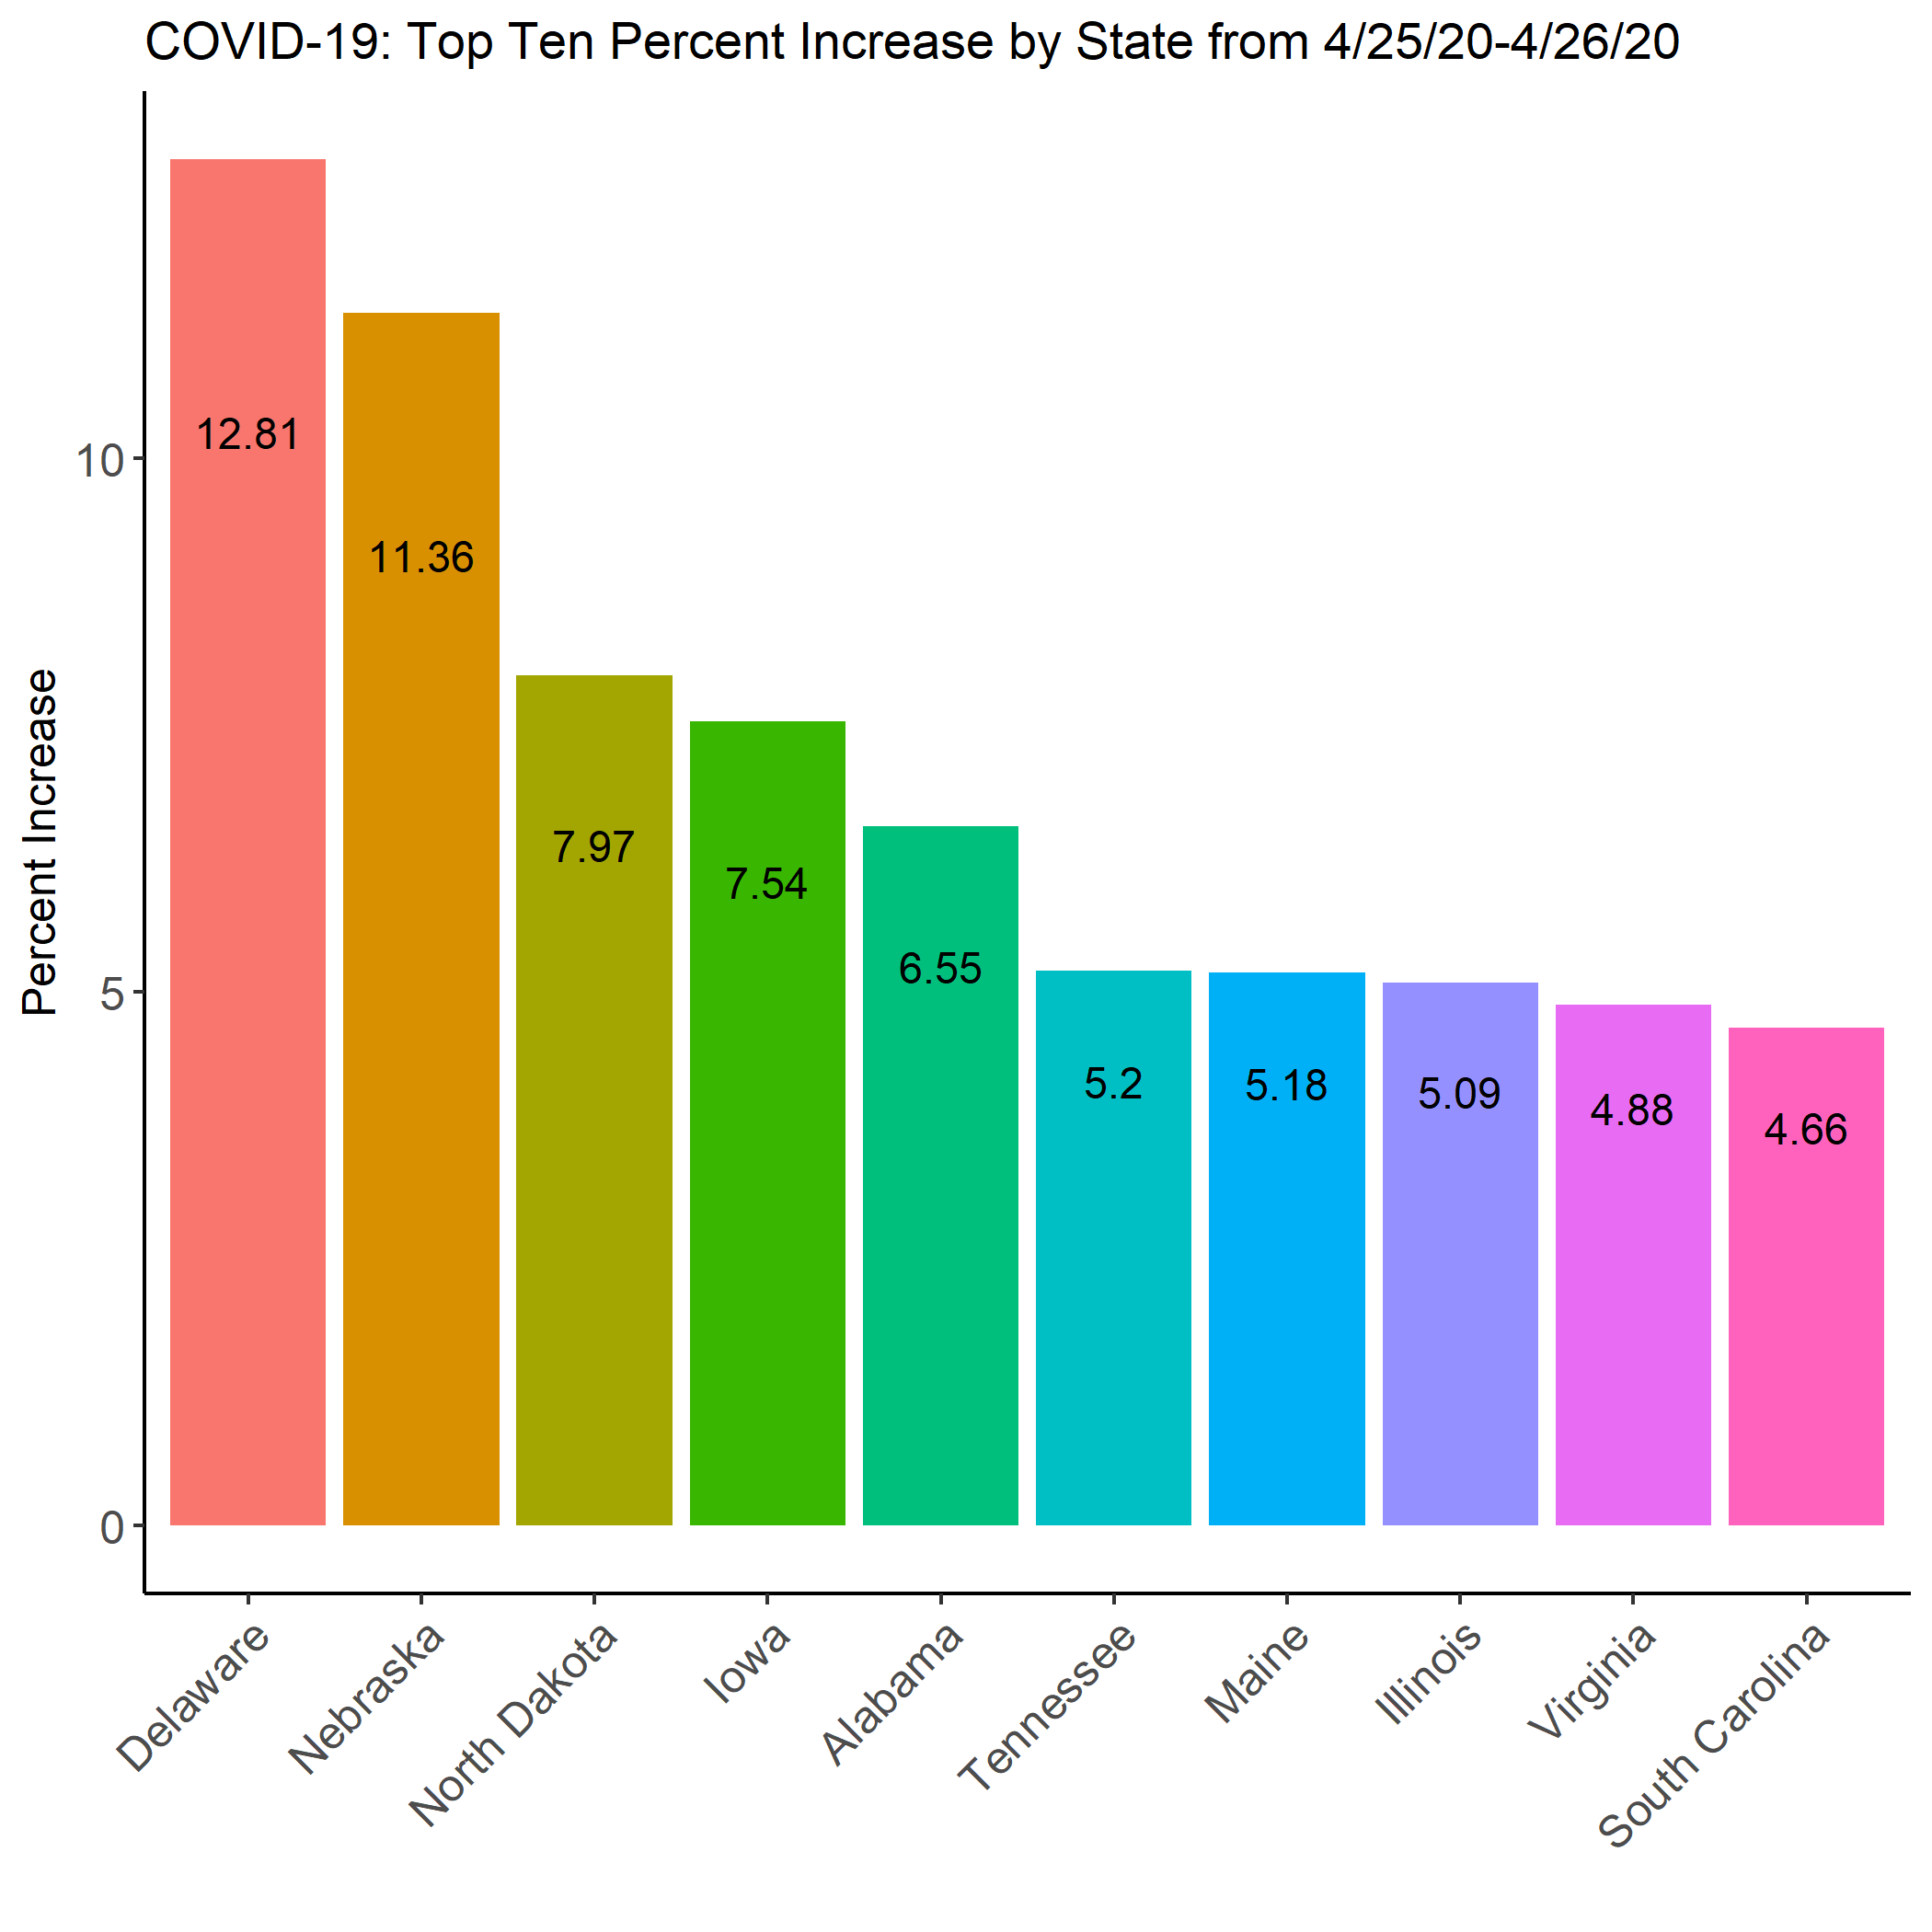 COVID-19: Top Ten Percent Increase by State from 4/25/20-4/26/20
Percent Increase
10
5
0
12.81
11.36
7.97
7.54
6.55
5.2
5.18
5.09
4.88
4.66
Delaware
Nebraska
North Dakota
Iowa
Alabama
Tennessee
Maine
Illinois
Virginia
South Carolina